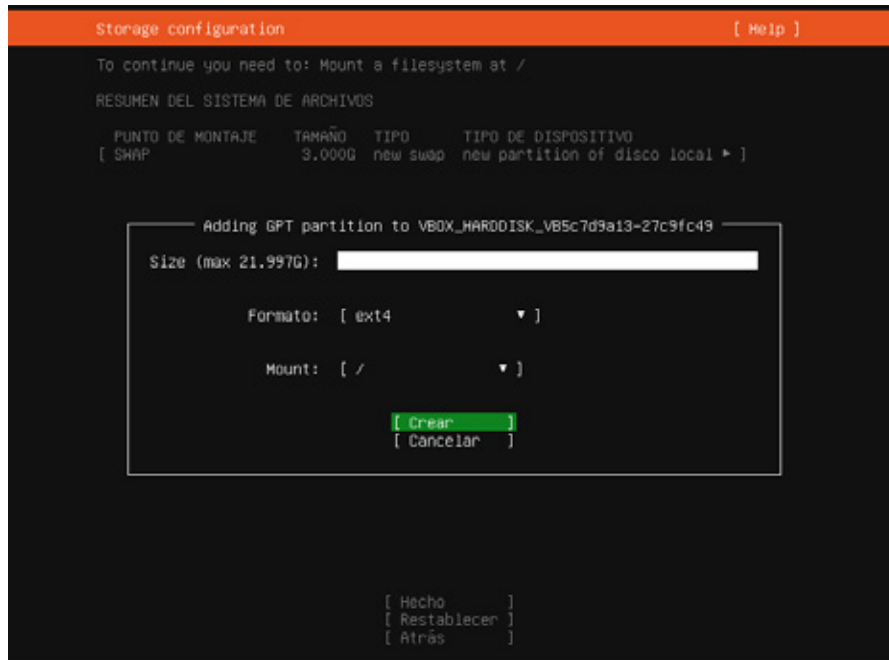 Storage configuration [ Help ]
To continue you need to: Mount a filesystem at /
RESUMEN DEL SISTEMA DE ARCHIVOS
PUNTO DE MONTAJE TAMAÑO TIPO TIPO DE DISPOSITIVO
[ SWAP 3.000G new swap new partition of disco local ▸ ]
Adding GPT partition to VBOX_HARDDISK_VB5c7d9a13-27c9fc49
Size (max 21.997G):
Formato: [ ext4 ▾ ]
Mount: [ / ▾ ]
[ Crear ]
[ Cancelar ]
[ Hecho ]
[ Restablecer ]
[ Atrás ]